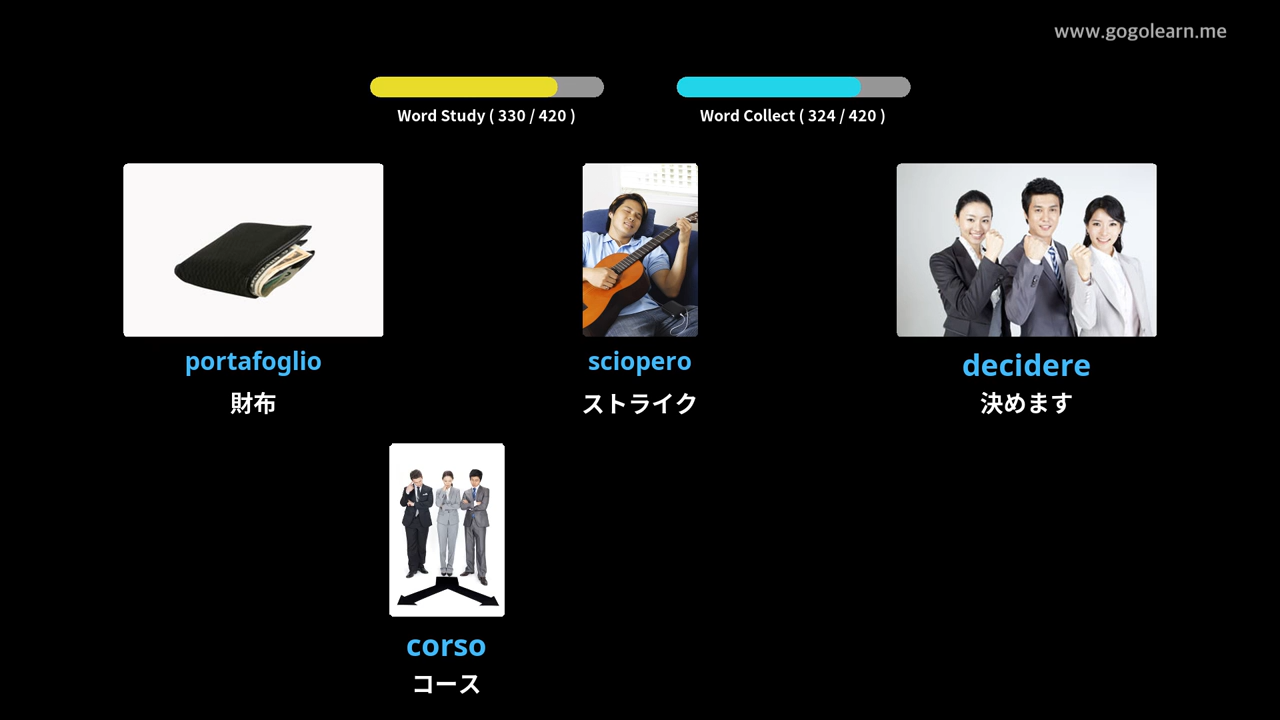 www.gogolearn.me
Word Study ( 330 / 420 )
Word Collect ( 324 / 420 )
portafoglio
財布
sciopero
ストライク
decidere
決めます
corso
コース